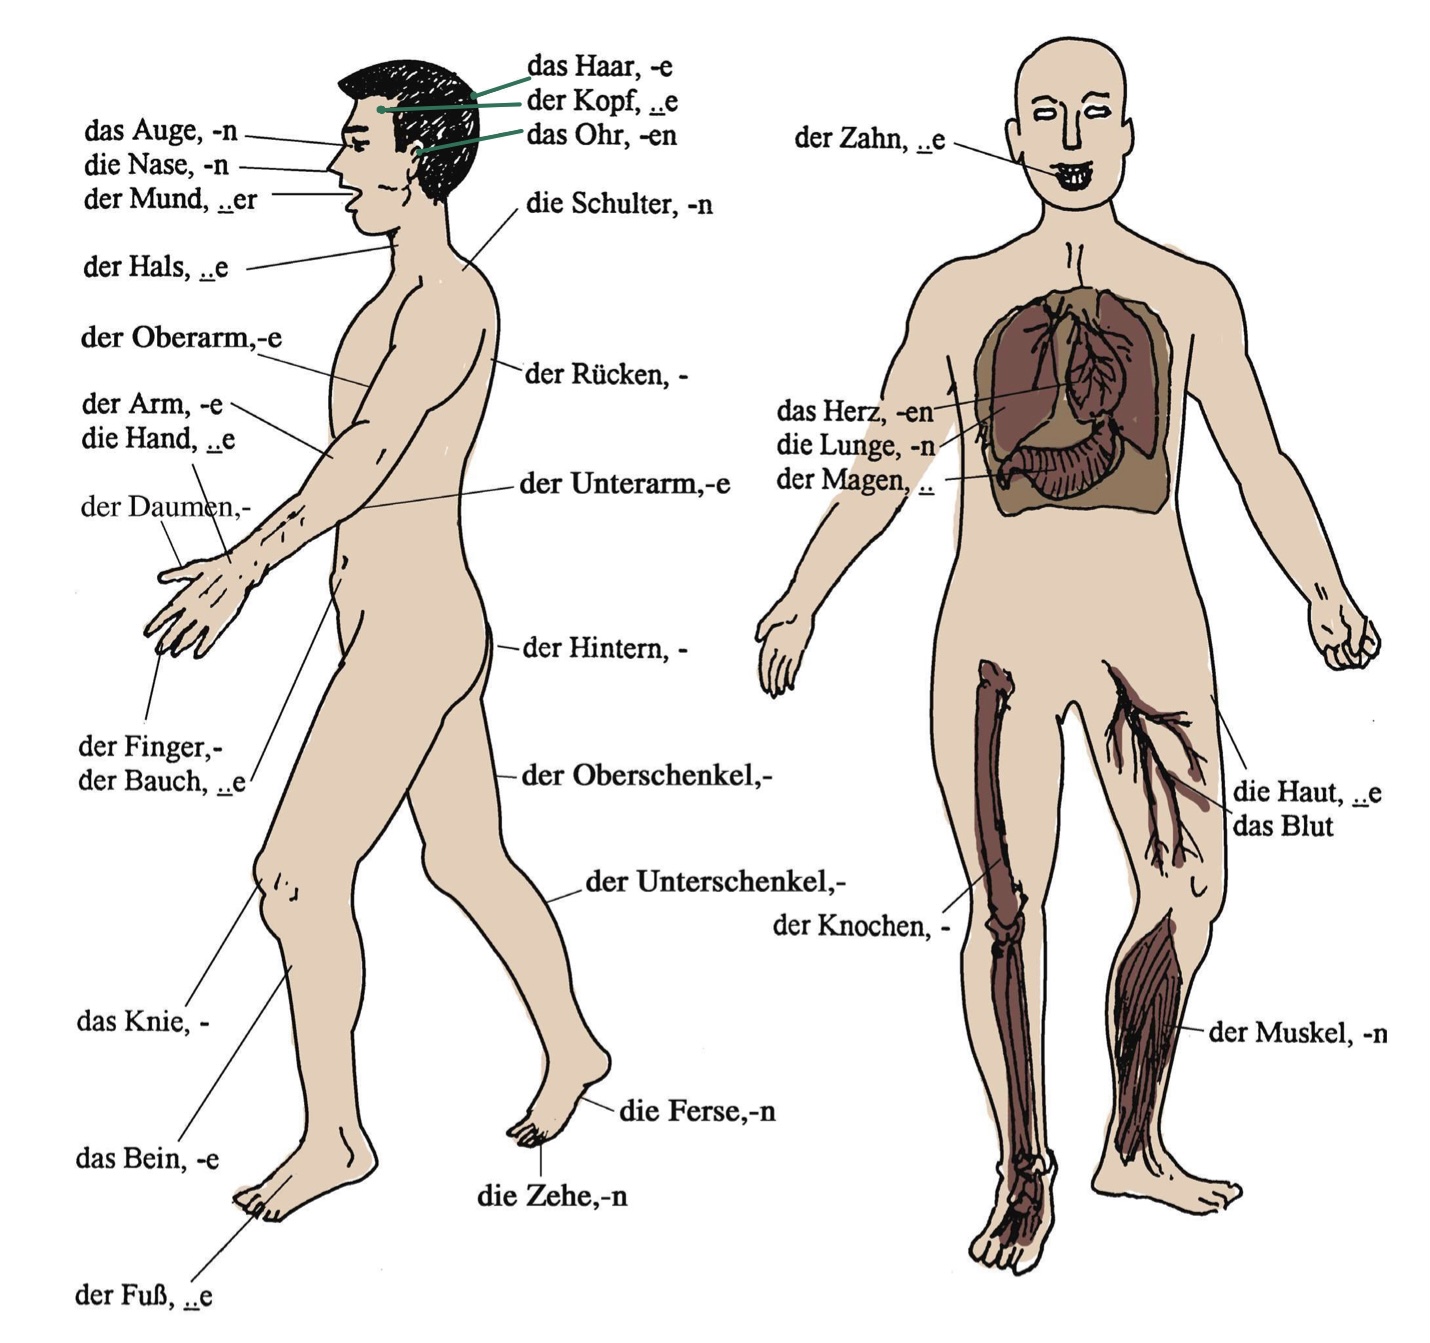 das Haar, -e
der Kopf, ..e
das Ohr, -en
das Auge, -n
die Nase, -n
der Mund, ..er
die Schulter, -n
der Hals, ..e
der Oberarm,-e
der Rücken, -
der Arm, -e
die Hand, ..e
der Unterarm,-e
der Daumen,-
der Hintern, -
der Finger,-
der Bauch, ..e
der Oberschenkel,-
der Unterschenkel,-
das Knie, -
die Ferse,-n
das Bein, -e
die Zehe,-n
der Fuß, ..e
der Zahn, ..e
das Herz, -en
die Lunge, -n
der Magen, ..
die Haut, ..e
das Blut
der Knochen, -
der Muskel, -n